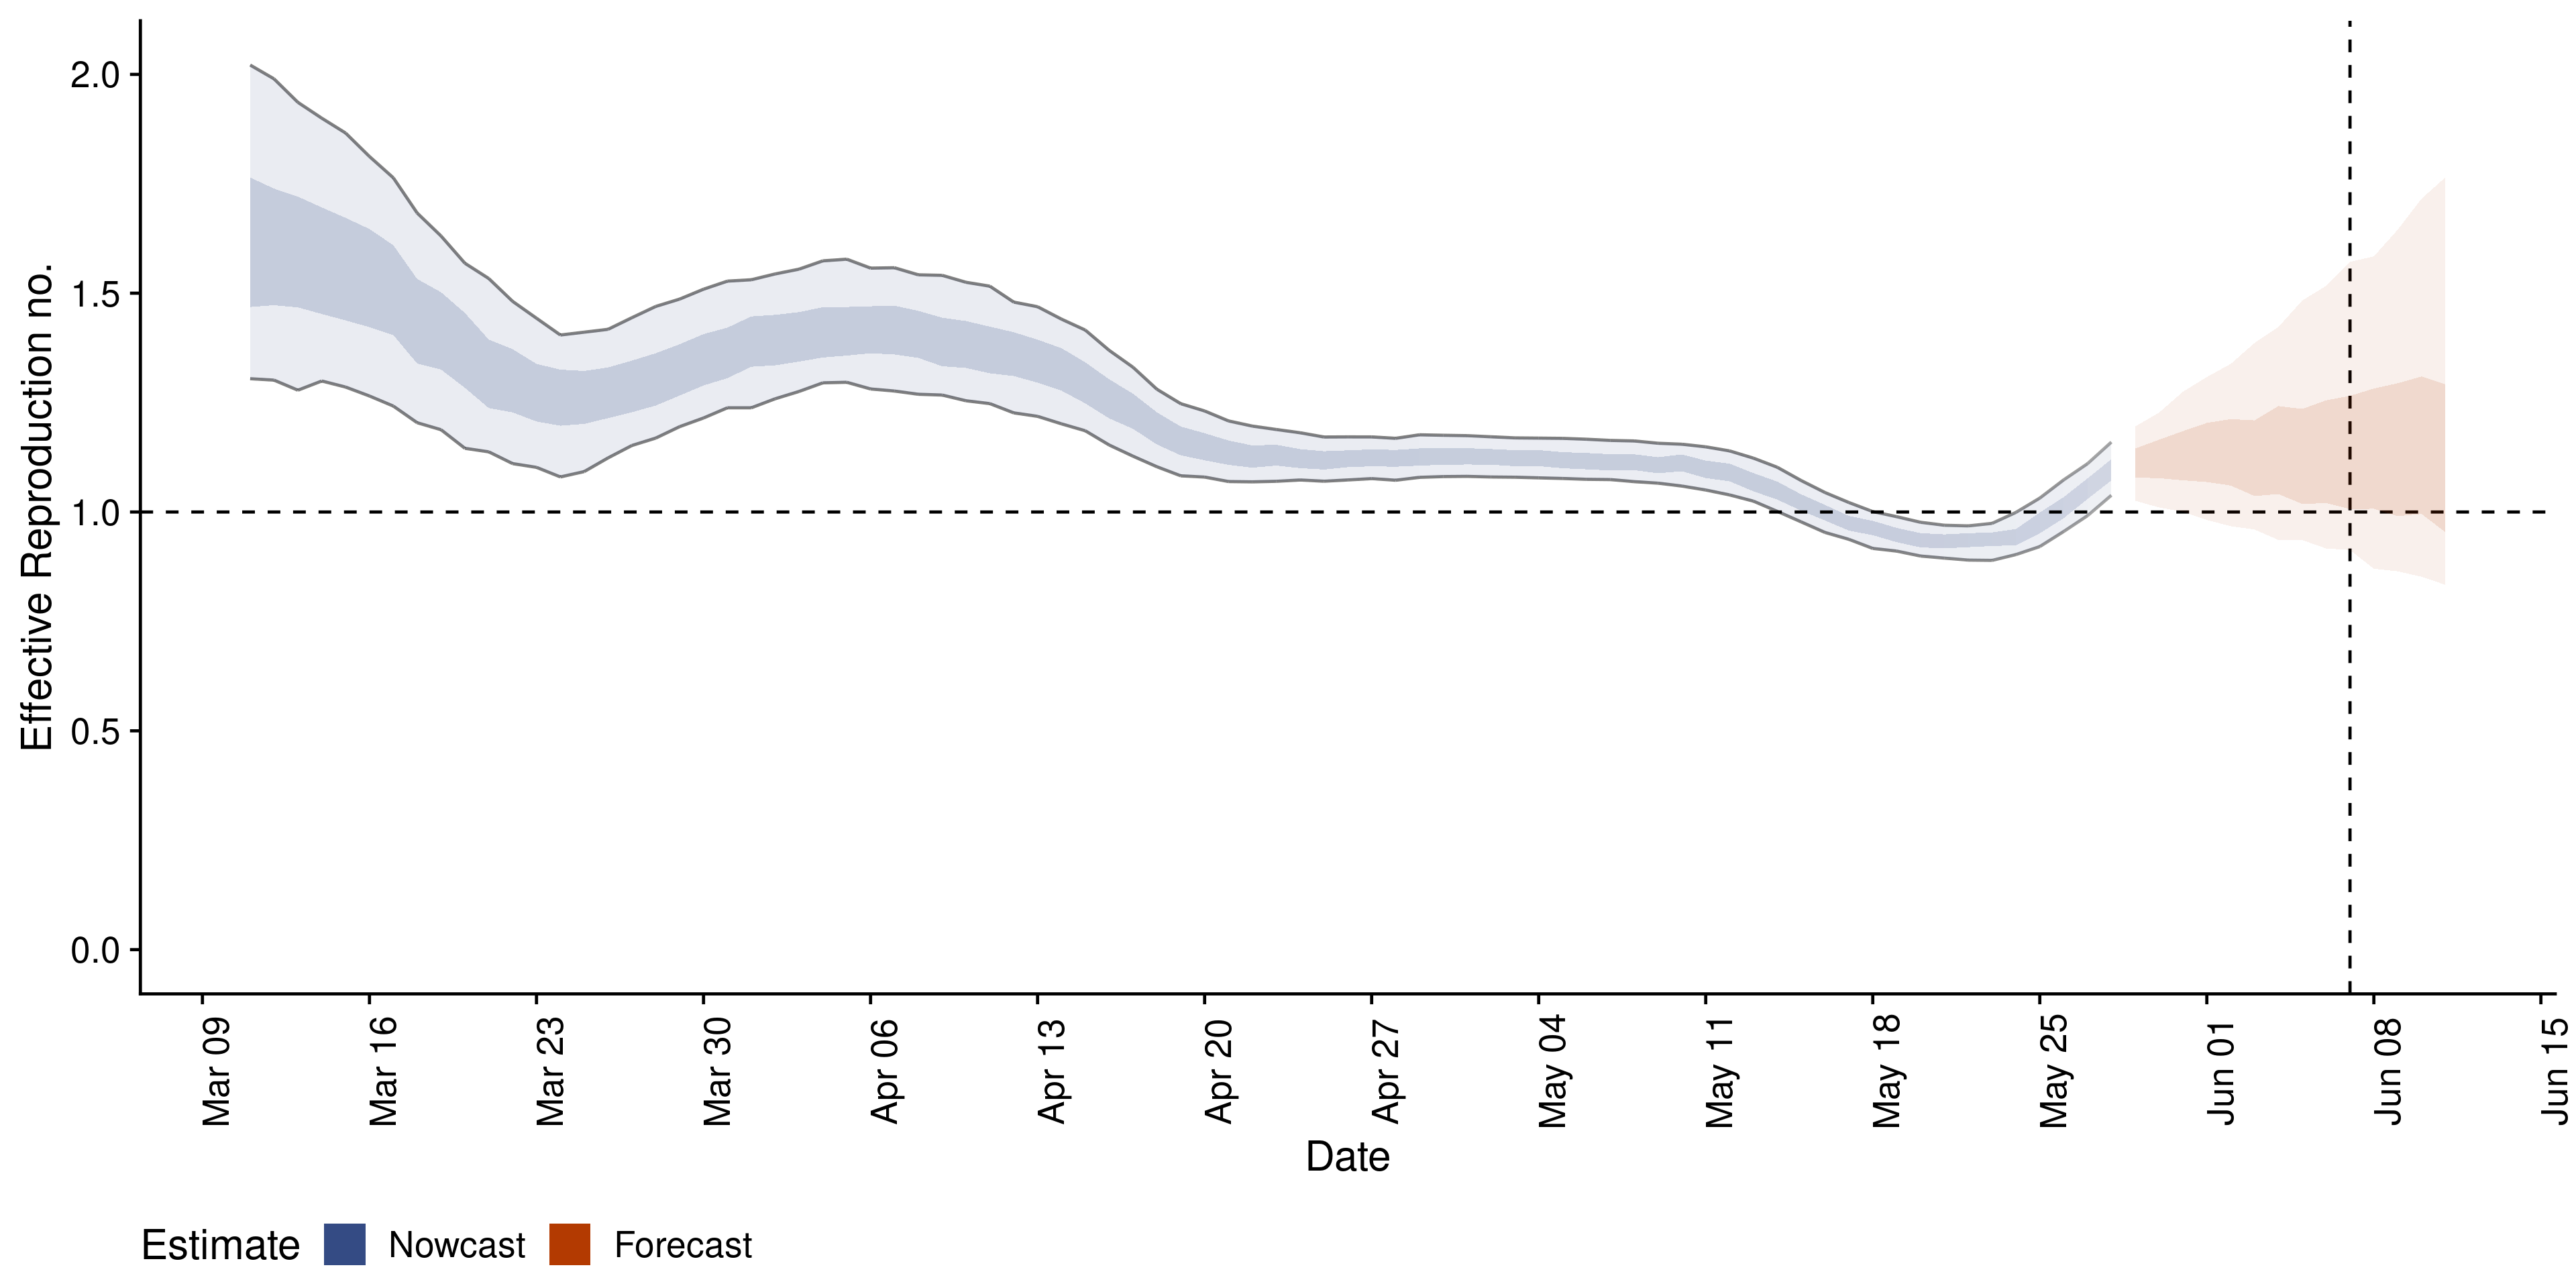 Effective Reproduction no.
2.0
1.5
1.0
0.5
0.0
Mar 09
Mar 16
Mar 23
Mar 30
Apr 06
Apr 13
Apr 20
Apr 27
May 04
May 11
May 18
May 25
Jun 01
Jun 08
Jun 15
Date
Estimate Nowcast Forecast